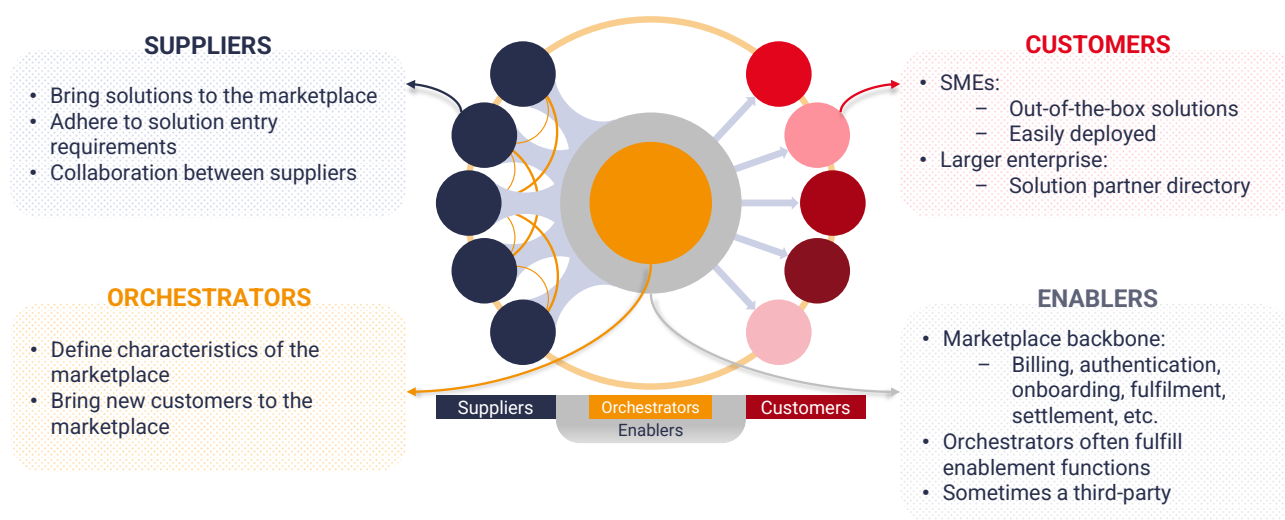 SUPPLIERS
• Bring solutions to the marketplace
• Adhere to solution entry
requirements
• Collaboration between suppliers
CUSTOMERS
• SMEs:
– Out-of-the-box solutions
– Easily deployed
• Larger enterprise:
– Solution partner directory
ORCHESTRATORS
• Define characteristics of the
marketplace
• Bring new customers to the
marketplace
ENABLERS
• Marketplace backbone:
– Billing, authentication,
onboarding, fulfilment,
settlement, etc.
• Orchestrators often fulfill
enablement functions
• Sometimes a third-party
Suppliers
Orchestrators
Customers
Enablers